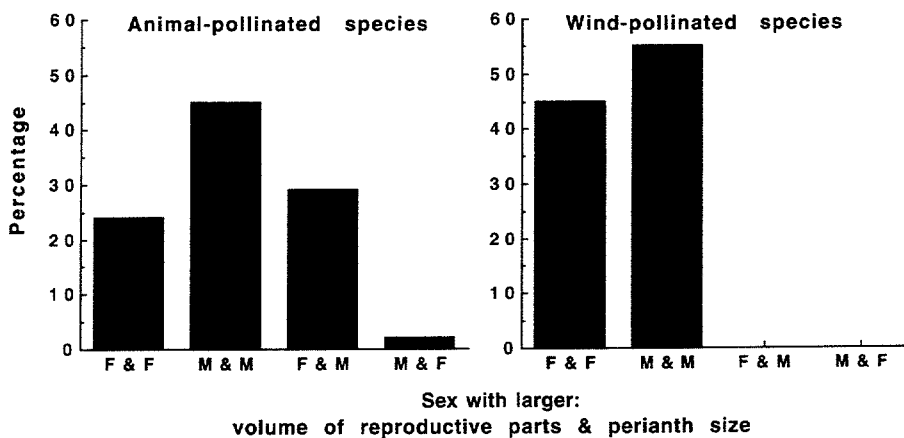 Animal-pollinated species
Wind-pollinated species
Percentage
60
50
40
30
20
10
0
F & F M & M F & M M & F
60
50
40
30
20
10
0
F & F M & M F & M M & F
Sex with larger:
volume of reproductive parts & perianth size